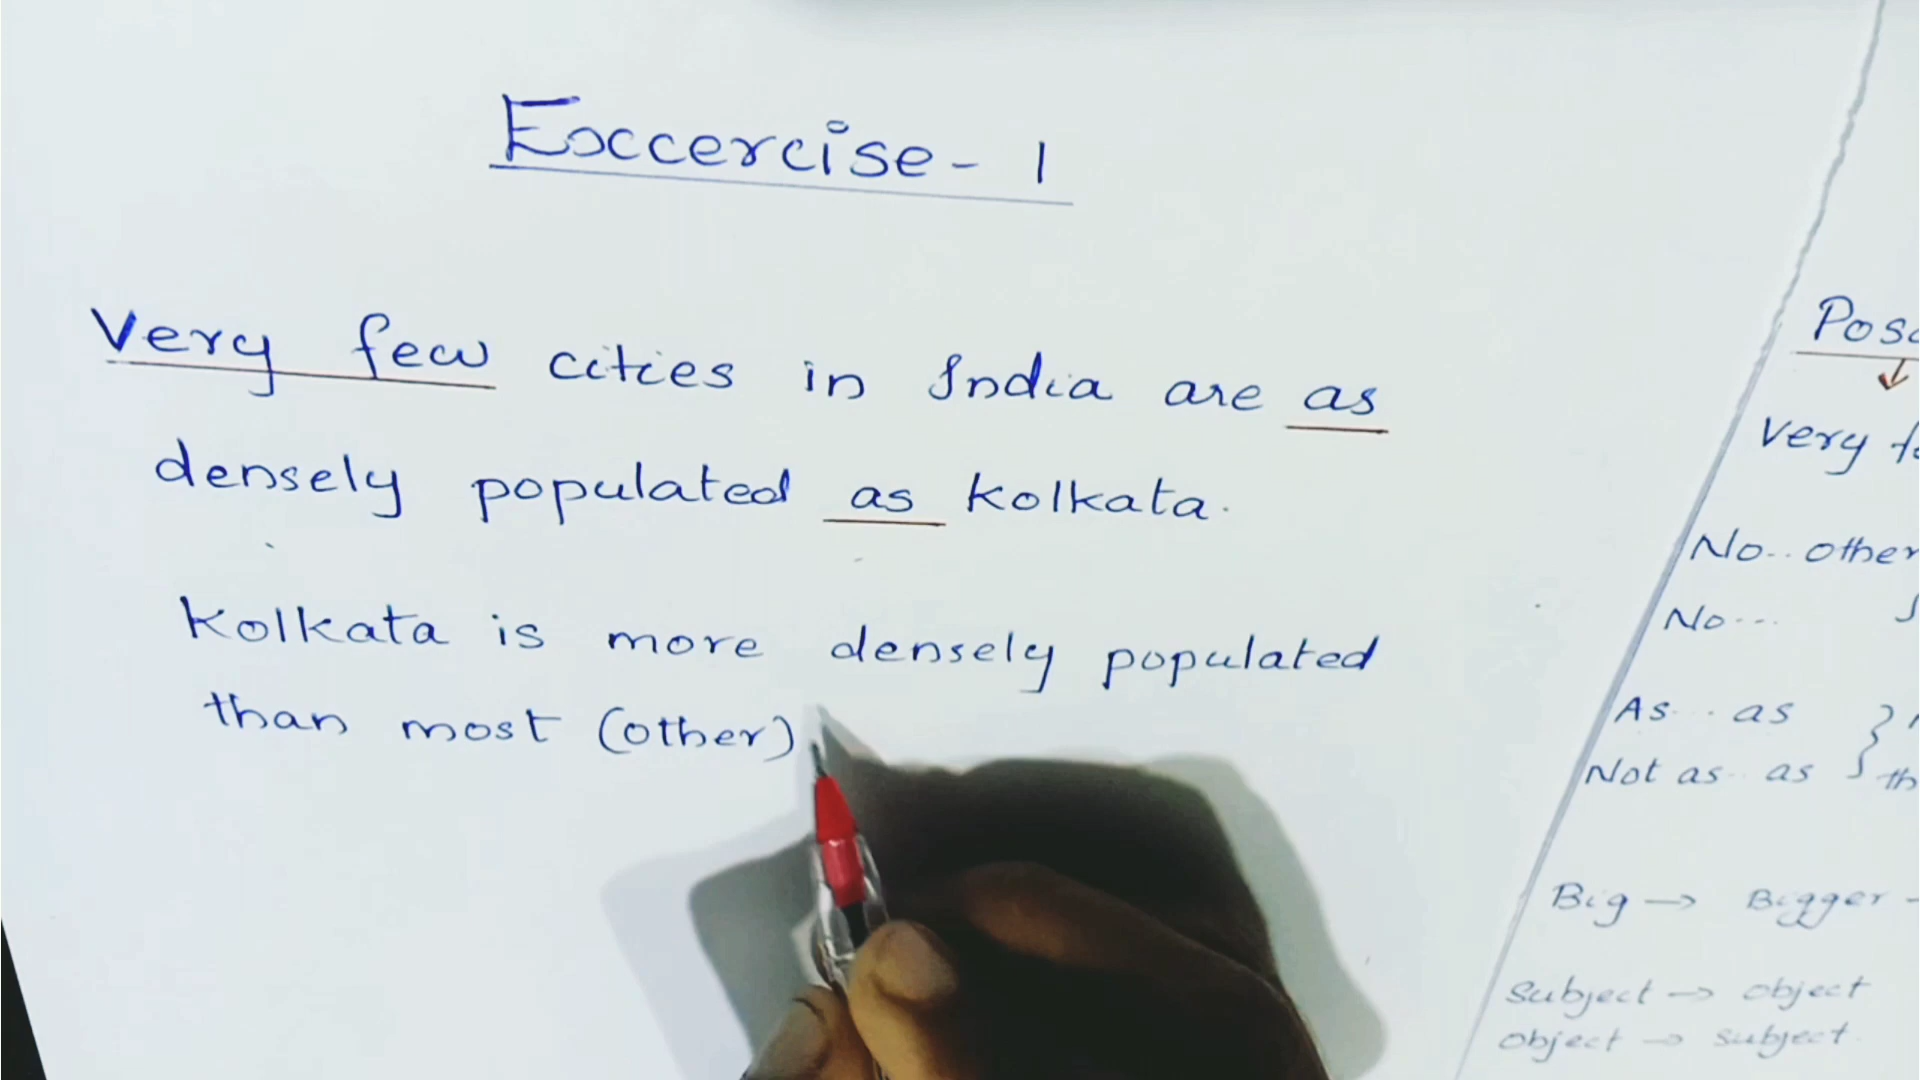 Exccercise - 1
Very few cities in India are as
densely populated as Kolkata.
Kolkata is more densely populated
than most (other)
Very
No.. other
No...
As.. as
Not as.. as }
Big → Bigger
Subject → object
object → subject.